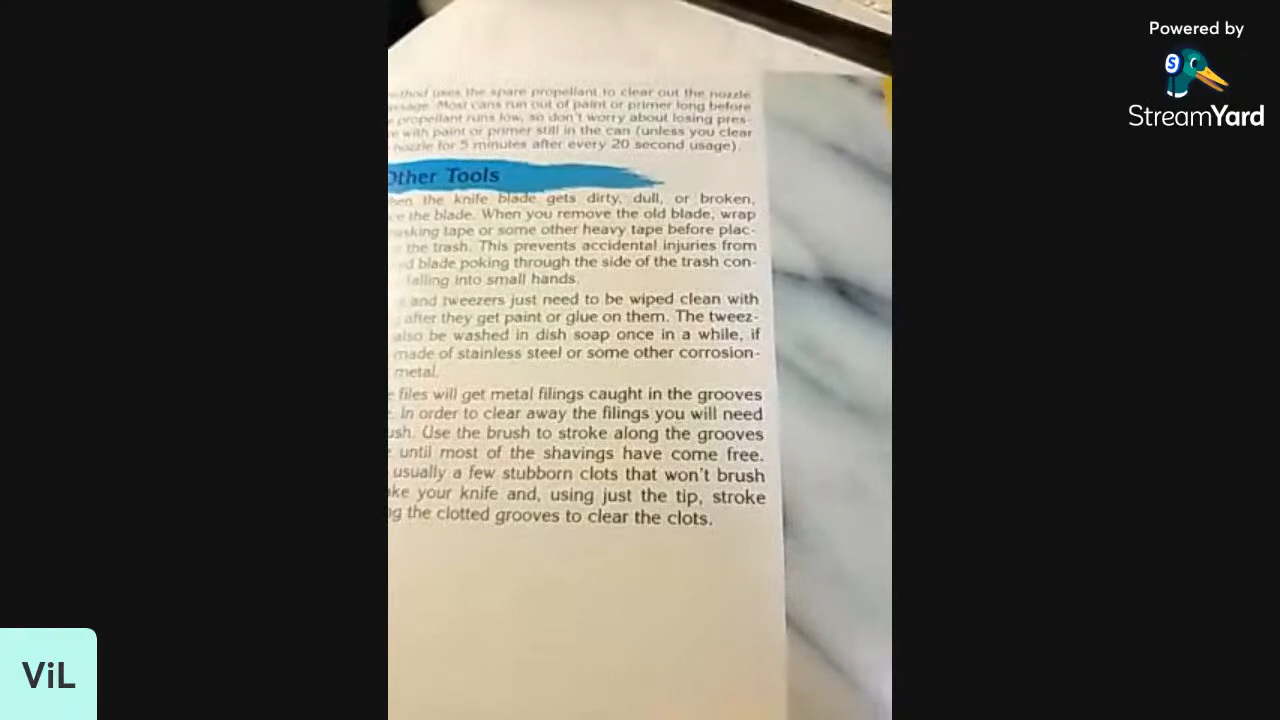 uses the spare propellant to clear out the nozzle
Most cans run out of paint or primer long before
propellant runs low, so don't worry about losing pres-
with paint or primer still in the can (unless you clear
nozzle for 5 minutes after every 20 second usage).
Other Tools
the knife blade gets dirty, dull, or broken,
the blade. When you remove the old blade, wrap
tape or some other heavy tape before plac-
the trash. This prevents accidental injuries from
blade poking through the side of the trash con-
falling into small hands.
and tweezers just need to be wiped clean with
after they get paint or glue on them. The tweez-
also be washed in dish soap once in a while, if
made of stainless steel or some other corrosion-
metal.
files will get metal filings caught in the grooves
In order to clear away the filings you will need
Use the brush to stroke along the grooves
until most of the shavings have come free.
usually a few stubborn clots that won't brush
your knife and, using just the tip, stroke
the clotted grooves to clear the clots.
Powered by
StreamYard
ViL